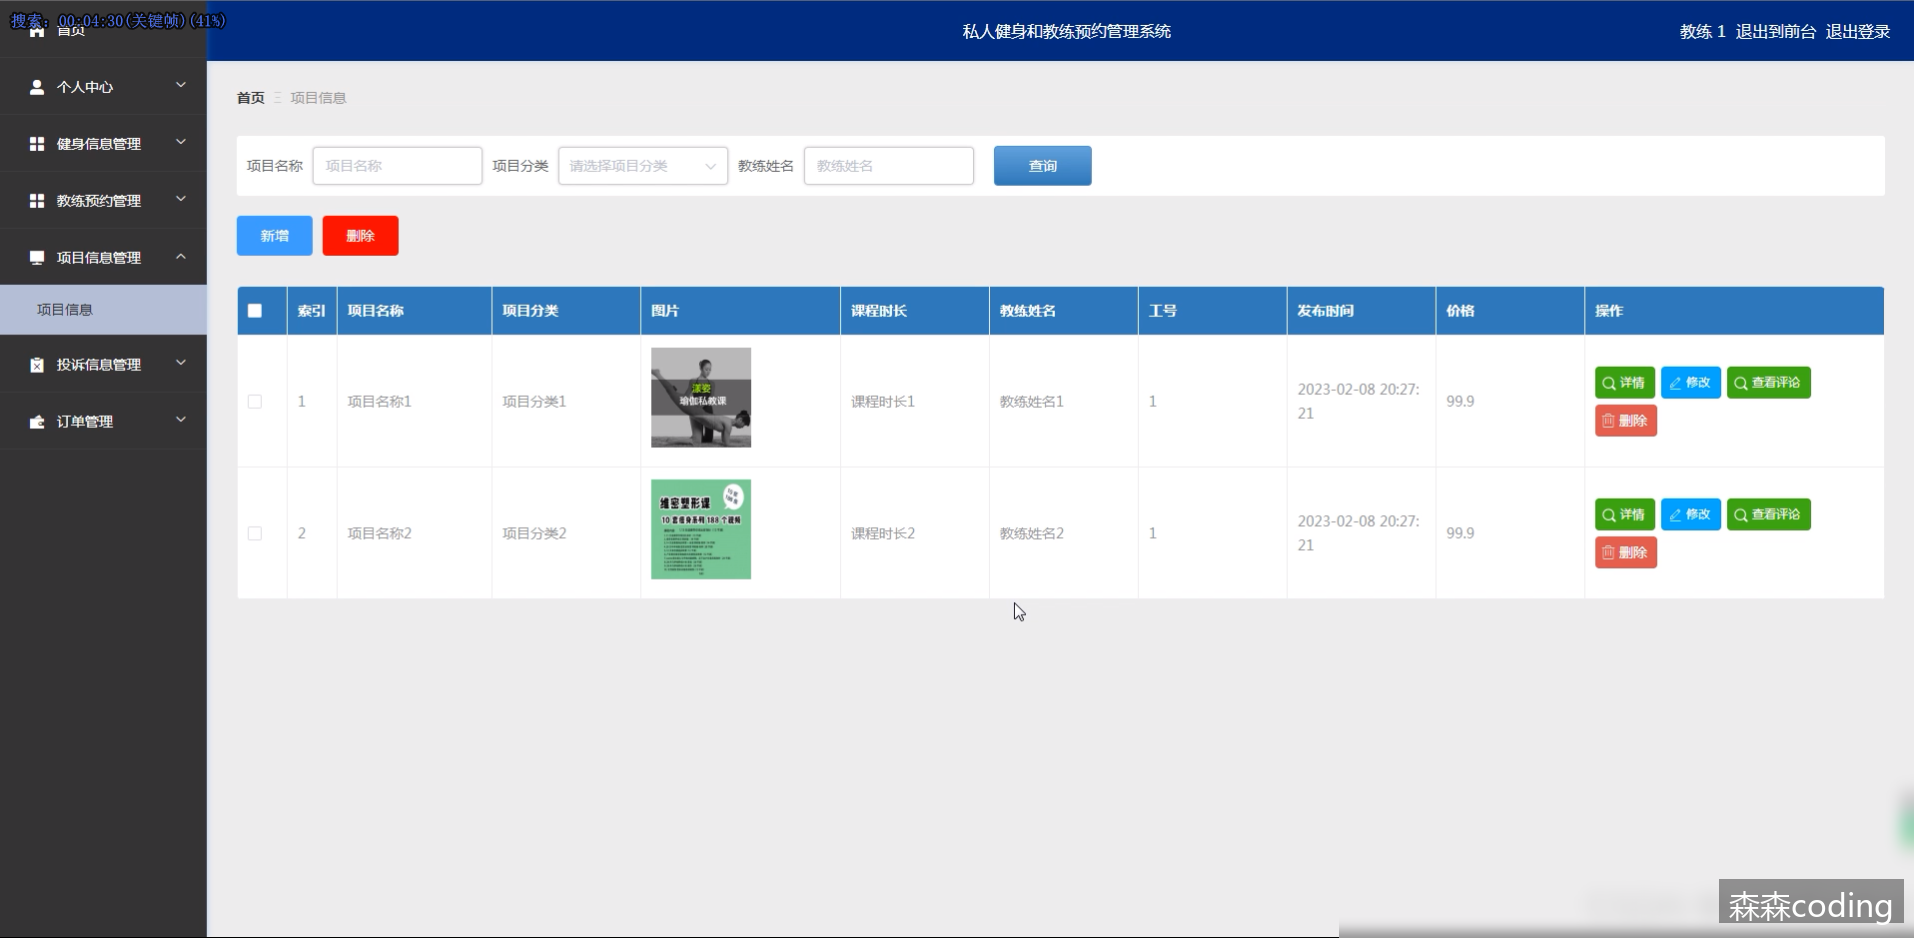 搜索: 00:04:30(关键帧)(41%)
首页
私人健身和教练预约管理系统
教练 1 退出到前台 退出登录
个人中心
健身信息管理
教练预约管理
项目信息管理
项目信息
投诉信息管理
订单管理
首页 项目信息
项目名称 项目名称 项目分类 请选择项目分类 教练姓名 教练姓名 查询
新增 删除
索引 项目名称 项目分类 图片 课程时长 教练姓名 工号 发布时间 价格 操作
漾姿
瑜伽私教课
1 项目名称1 项目分类1 课程时长1 教练姓名1 1 2023-02-08 20:27:
21 99.9
详情 修改 查看评论
删除
维密塑形课
2 项目名称2 项目分类2 课程时长2 教练姓名2 1 2023-02-08 20:27:
21 99.9
详情 修改 查看评论
删除
森森coding